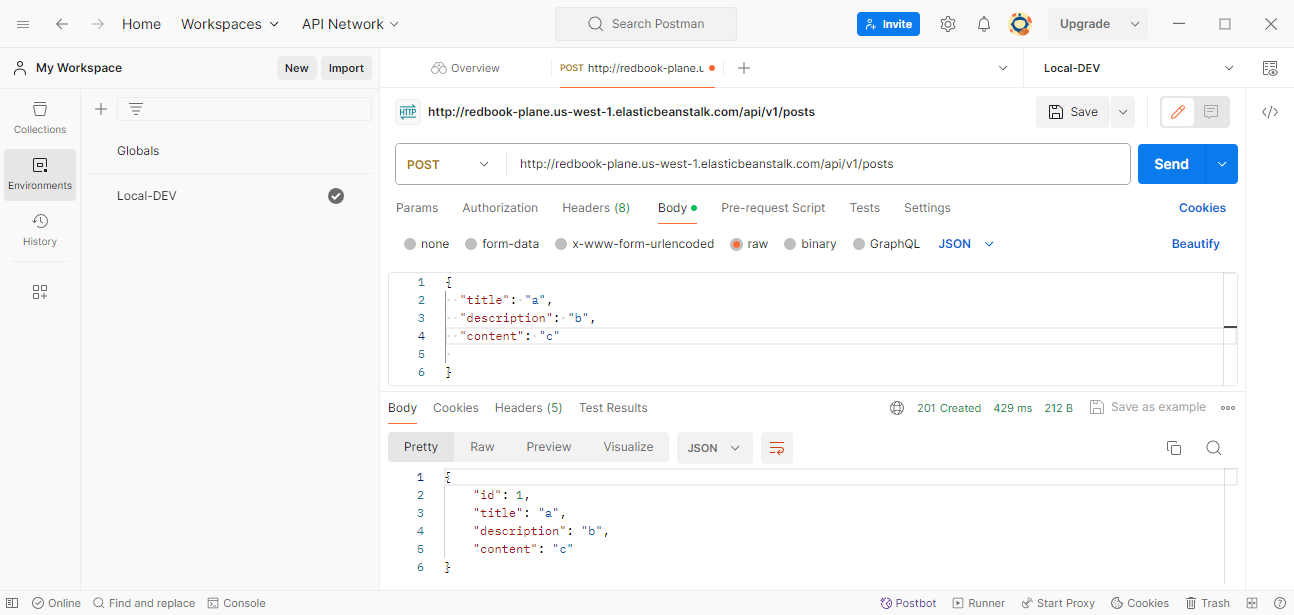 Home Workspaces API Network Search Postman Invite Upgrade
My Workspace New Import Overview POST http://redbook-plane.u Local-DEV
Collections
Environments
History
Globals
Local-DEV
HTTP http://redbook-plane.us-west-1.elasticbeanstalk.com/api/v1/posts Save
POST http://redbook-plane.us-west-1.elasticbeanstalk.com/api/v1/posts Send
Params Authorization Headers (8) Body Pre-request Script Tests Settings Cookies
none form-data x-www-form-urlencoded raw binary GraphQL JSON Beautify
1 {
2 "title": "a",
3 "description": "b",
4 "content": "c"
5
6 }
Body Cookies Headers (5) Test Results 201 Created 429 ms 212 B Save as example
Pretty Raw Preview Visualize JSON
1 {
2 "id": 1,
3 "title": "a",
4 "description": "b",
5 "content": "c"
6 }
Online Find and replace Console Postbot Runner Start Proxy Cookies Trash